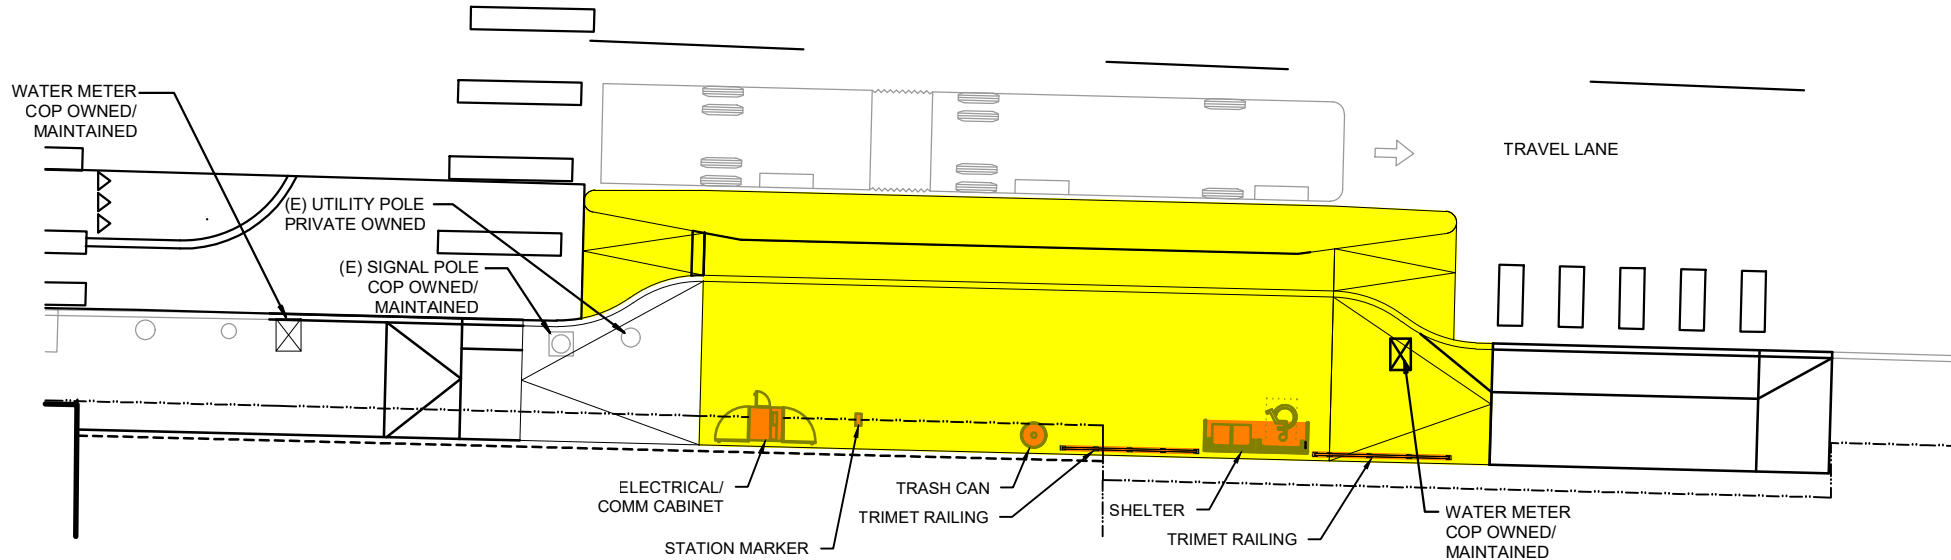 WATER METER
COP OWNED/
MAINTAINED
(E) UTILITY POLE
PRIVATE OWNED
(E) SIGNAL POLE
COP OWNED/
MAINTAINED
TRAVEL LANE
ELECTRICAL/
COMM CABINET
STATION MARKER
TRASH CAN
TRIMET RAILING
SHELTER
TRIMET RAILING
WATER METER
COP OWNED/
MAINTAINED